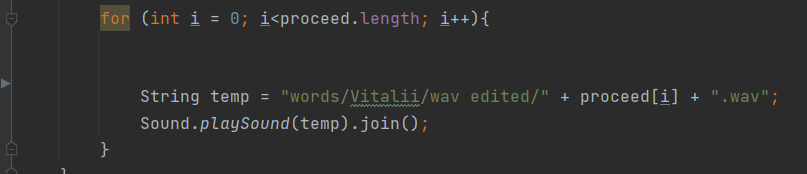 for (int i = 0; i<proceed.length; i++){
String temp = "words/Vitalii/wav edited/" + proceed[i] + ".wav";
Sound.playSound(temp).join();
}